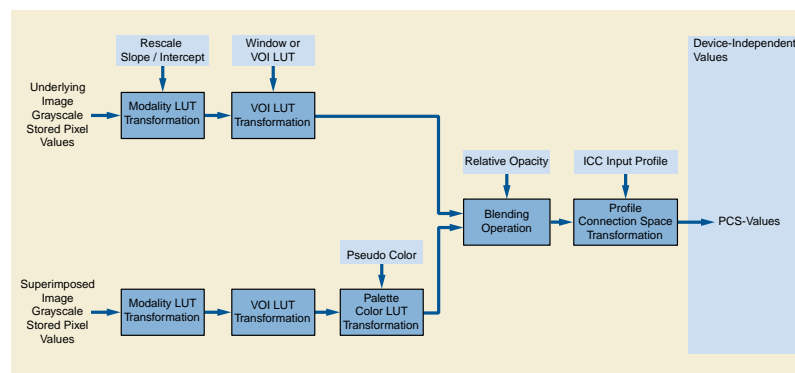 Rescale
Slope / Intercept
Window or
VOI LUT
Device-Independent
Values
Underlying
Image
Grayscale
Stored Pixel
Values
Modality LUT
Transformation
VOI LUT
Transformation
Relative Opacity
ICC Input Profile
Blending
Operation
Profile
Connection Space
Transformation
PCS-Values
Pseudo Color
Superimposed
Image
Grayscale
Stored Pixel
Values
Modality LUT
Transformation
VOI LUT
Transformation
Palette
Color LUT
Transformation